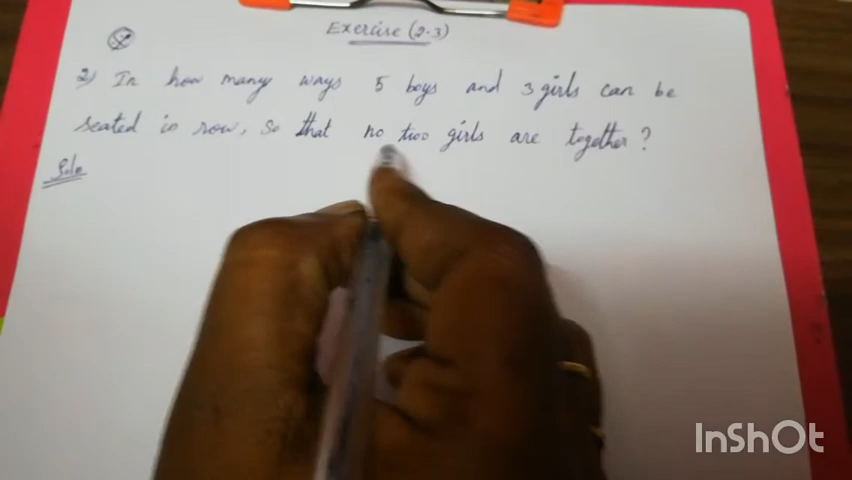 Exercise (2.3)
2) In how many ways 5 boys and 3 girls can be
seated in row, so that no two girls are together?
Soln
InShOt